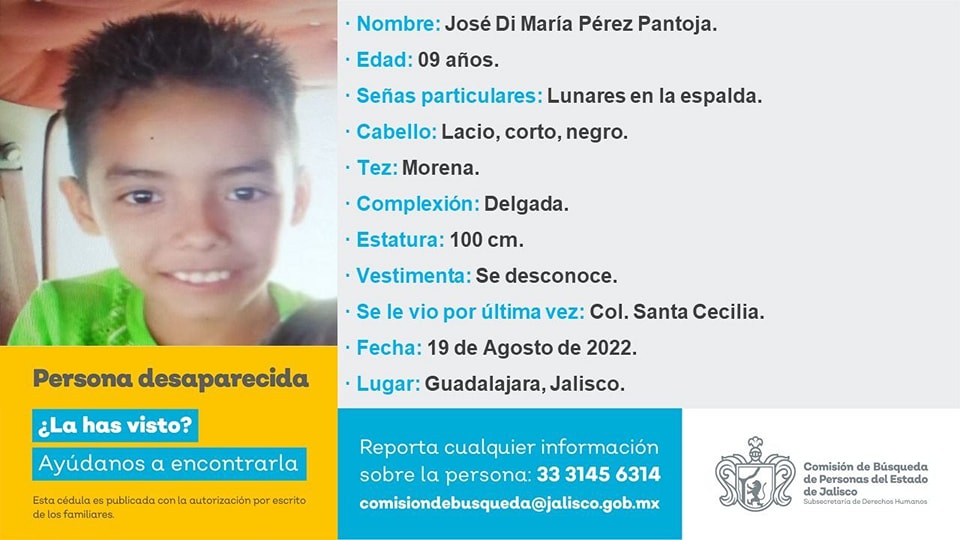 · Nombre: José Di María Pérez Pantoja.
· Edad: 09 años.
· Señas particulares: Lunares en la espalda.
· Cabello: Lacio, corto, negro.
· Tez: Morena.
· Complexión: Delgada.
· Estatura: 100 cm.
· Vestimenta: Se desconoce.
· Se le vio por última vez: Col. Santa Cecilia.
· Fecha: 19 de Agosto de 2022.
· Lugar: Guadalajara, Jalisco.
Persona desaparecida
¿La has visto?
Ayúdanos a encontrarla
Esta cédula es publicada con la autorización por escrito
de los familiares.
Reporta cualquier información
sobre la persona: 33 3145 6314
comisiondebusqueda@jalisco.gob.mx
Comisión de Búsqueda
de Personas del Estado
de Jalisco
Subsecretaría de Derechos Humanos